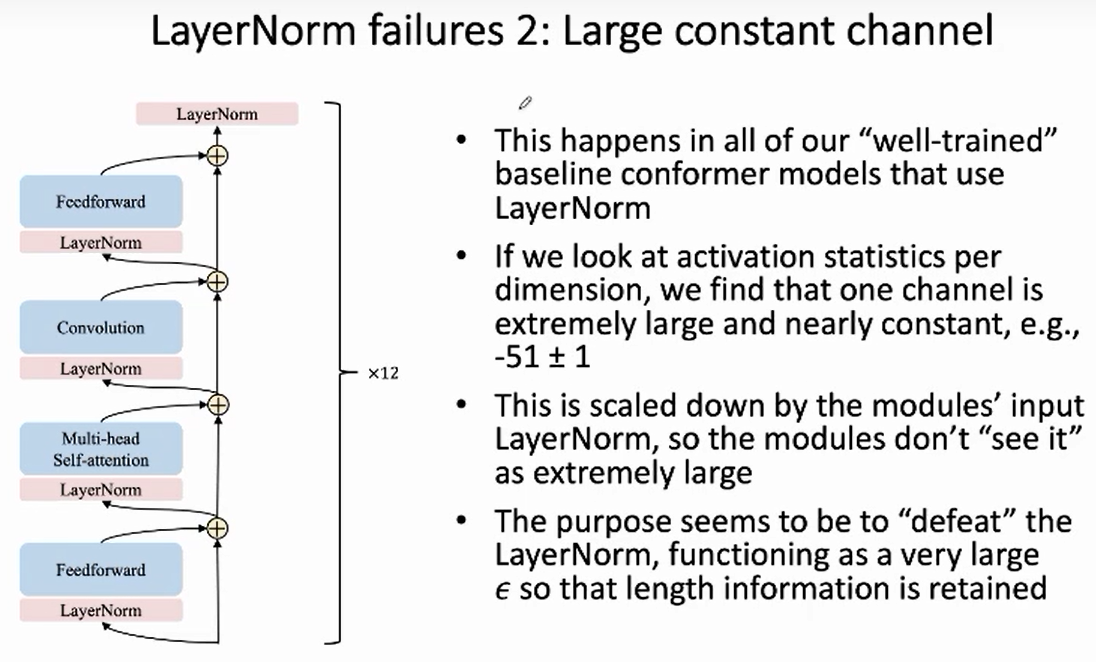 LayerNorm failures 2: Large constant channel
LayerNorm
Feedforward
LayerNorm
Convolution
LayerNorm
Multi-head
Self-attention
LayerNorm
Feedforward
LayerNorm
×12
• This happens in all of our “well-trained”
baseline conformer models that use
LayerNorm
• If we look at activation statistics per
dimension, we find that one channel is
extremely large and nearly constant, e.g.,
-51 ± 1
• This is scaled down by the modules’ input
LayerNorm, so the modules don’t “see it”
as extremely large
• The purpose seems to be to “defeat” the
LayerNorm, functioning as a very large
ϵ so that length information is retained